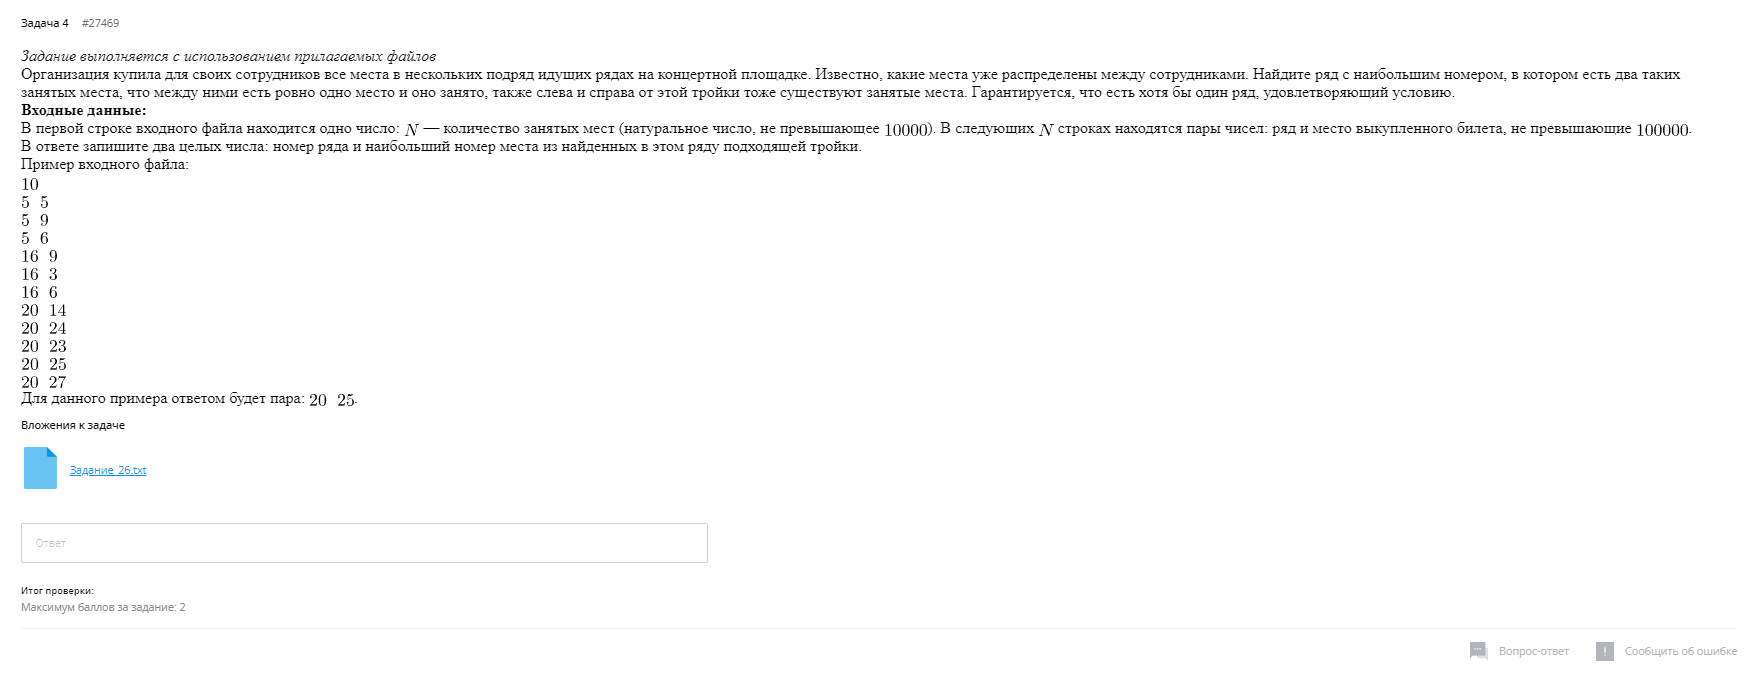 Задача 4 #27469
Задание выполняется с использованием прилагаемых файлов
Организация купила для своих сотрудников все места в нескольких подряд идущих рядах на концертной площадке. Известно, какие места уже распределены между сотрудниками. Найдите ряд с наибольшим номером, в котором есть два таких
занятых места, что между ними есть ровно одно место и оно занято, также слева и справа от этой тройки тоже существуют занятые места. Гарантируется, что есть хотя бы один ряд, удовлетворяющий условию.
Входные данные:
В первой строке входного файла находится одно число: N — количество занятых мест (натуральное число, не превышающее 10000). В следующих N строках находятся пары чисел: ряд и место выкупленного билета, не превышающие 100000.
В ответе запишите два целых числа: номер ряда и наибольший номер места из найденных в этом ряду подходящей тройки.
Пример входного файла:
10
5 5
5 9
5 6
16 9
16 3
16 6
20 14
20 24
20 23
20 25
20 27
Для данного примера ответом будет пара: 20 25.
Вложения к задаче
Задание_26.txt
Ответ
Итог проверки:
Максимум баллов за задание: 2
Вопрос-ответ ! Сообщить об ошибке